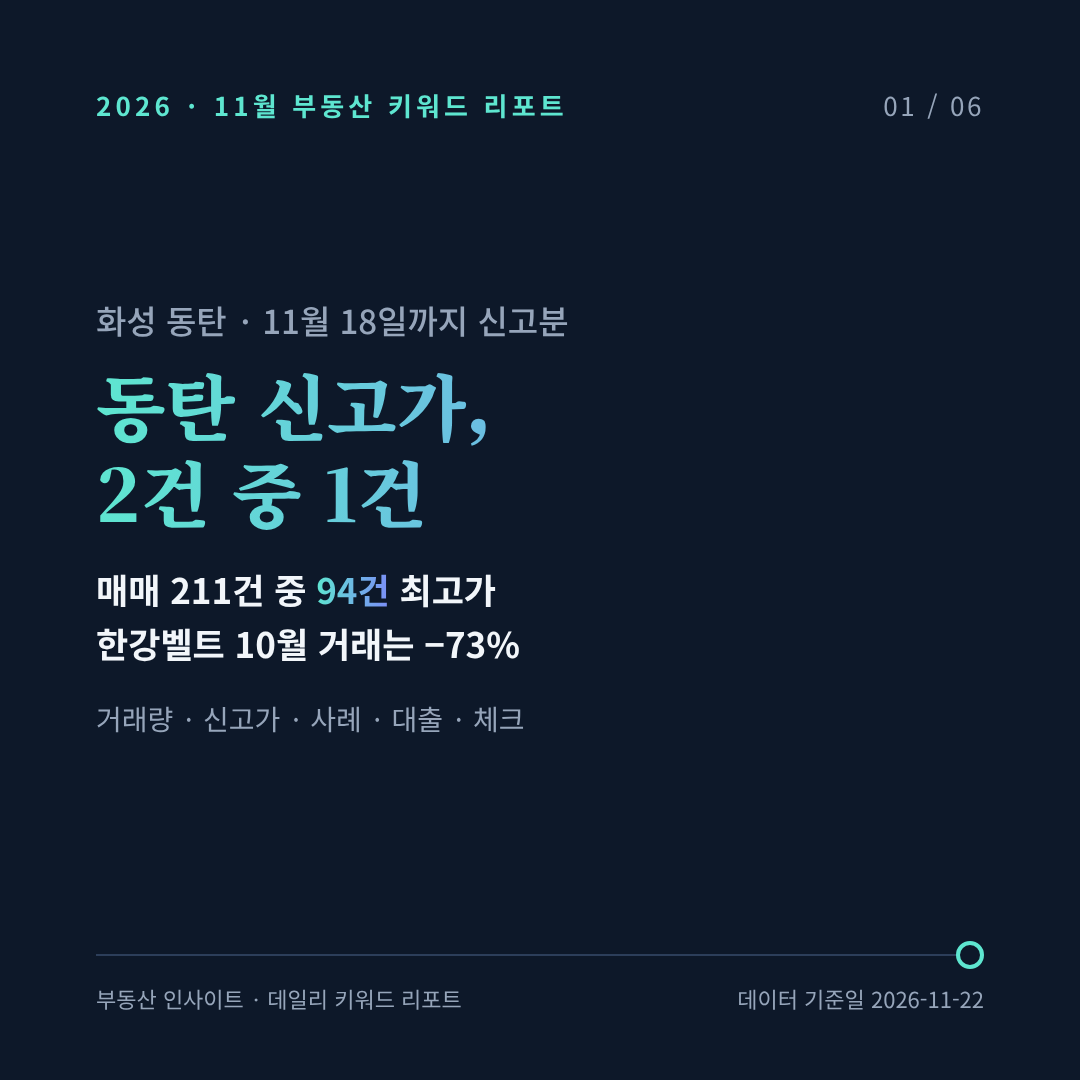 2026 · 11월 부동산 키워드 리포트
01 / 06
화성 동탄 · 11월 18일까지 신고분
동탄 신고가,
2건 중 1건
매매 211건 중 94건 최고가
한강벨트 10월 거래는 −73%
거래량 · 신고가 · 사례 · 대출 · 체크
부동산 인사이트 · 데일리 키워드 리포트
데이터 기준일 2026-11-22